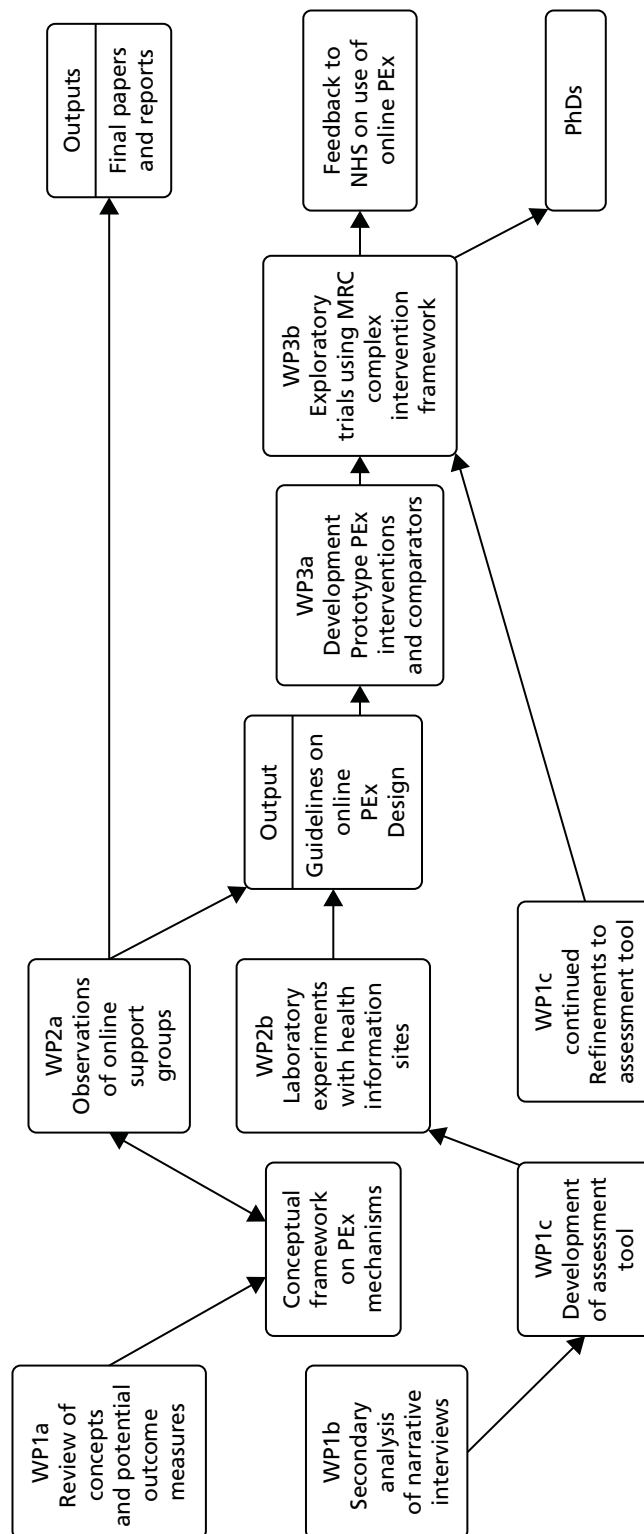 WP1a
Review of
concepts
and potential
outcome
measures
WP1b
Secondary
analysis
of narrative
interviews
Conceptual
framework
on PEx
mechanisms
WP1c
Development
of assessment
tool
WP2a
Observations
of online
support
groups
WP2b
Laboratory
experiments
with health
information
sites
WP1c
continued
Refinements to
assessment tool
Output
Guidelines on
online
PEx
Design
WP3a
Development
Prototype PEx
interventions
and comparators
WP3b
Exploratory
trials using MRC
complex
intervention
framework
Outputs
Final papers
and reports
Feedback to
NHS on use of
online PEx
PhDs